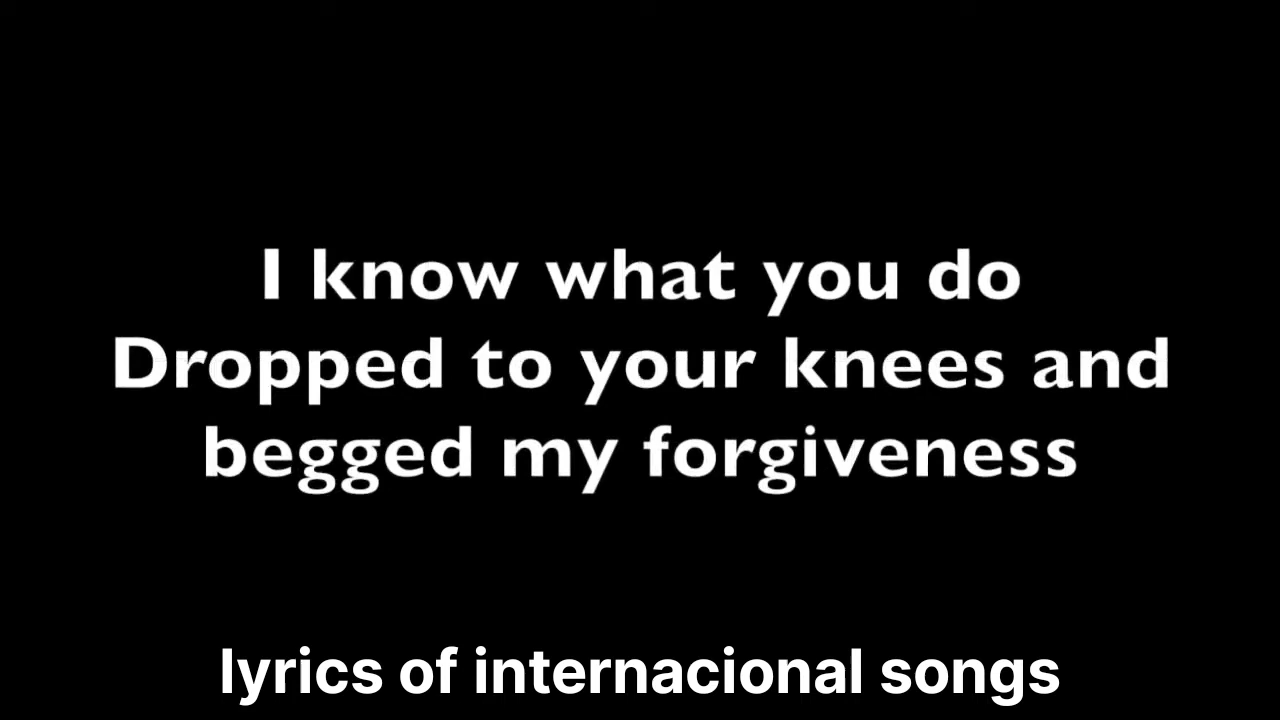 I know what you do
Dropped to your knees and
begged my forgiveness
lyrics of internacional songs